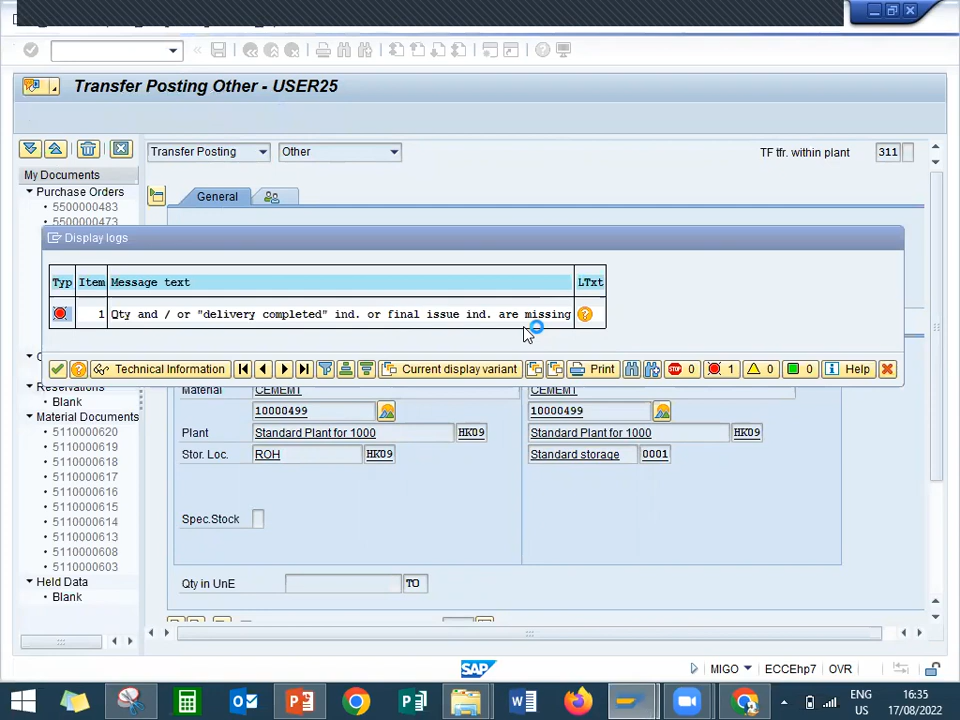 Transfer Posting Other - USER25
Transfer Posting Other TF tfr. within plant 311
My Documents
General
Purchase Orders
5500000483
5500000473
Display logs
Typ Item Message text LTxt
1 Qty and / or "delivery completed" ind. or final issue ind. are missing
Technical Information Current display variant Print STOP 0 1 0 0 Help
Reservations
Material CEMEMT CEMEMT
Blank
10000499 10000499
Material Documents
5110000620
Plant Standard Plant for 1000 HK09 Standard Plant for 1000 HK09
5110000619
Stor. Loc. ROH HK09 Standard storage 0001
5110000618
5110000617
5110000616
5110000615
5110000614
Spec.Stock
5110000613
5110000608
5110000603
Held Data
Qty in UnE TO
Blank
SAP
MIGO ECCEhp7 OVR
ENG
US
16:35
17/08/2022